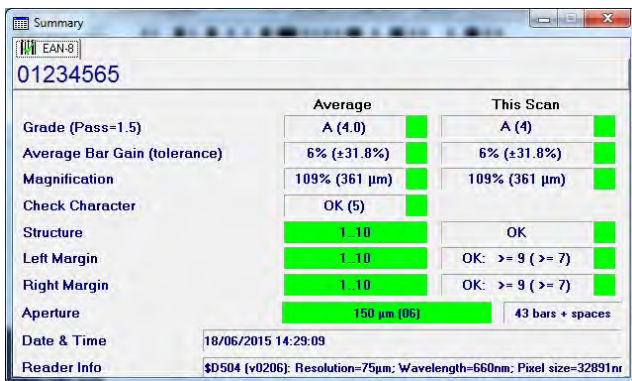 Summary
EAN-8
01234565
Average This Scan
Grade (Pass=1.5) A (4.0) A (4)
Average Bar Gain (tolerance) 6% (±31.8%) 6% (±31.8%)
Magnification 109% (361 µm) 109% (361 µm)
Check Character OK (5)
Structure 1..10 OK
Left Margin 1..10 OK: >= 9 ( >= 7)
Right Margin 1..10 OK: >= 9 ( >= 7)
Aperture 150 µm (06) 43 bars + spaces
Date & Time 18/06/2015 14:29:09
Reader Info $D504 (v0206): Resolution=75µm; Wavelength=660nm; Pixel size=32891nr